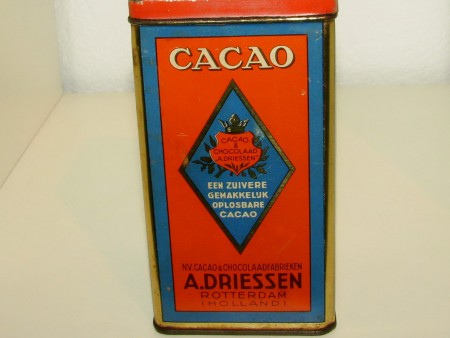 CACAO
CACAO
&
CHOCOLAAD
"A.DRIESSEN"
EEN ZUIVERE
GEMAKKELIJK
OPLOSBARE
CACAO
N.V. CACAO & CHOCOLAADFABRIEKEN
A.DRIESSEN
ROTTERDAM
(HOLLAND)